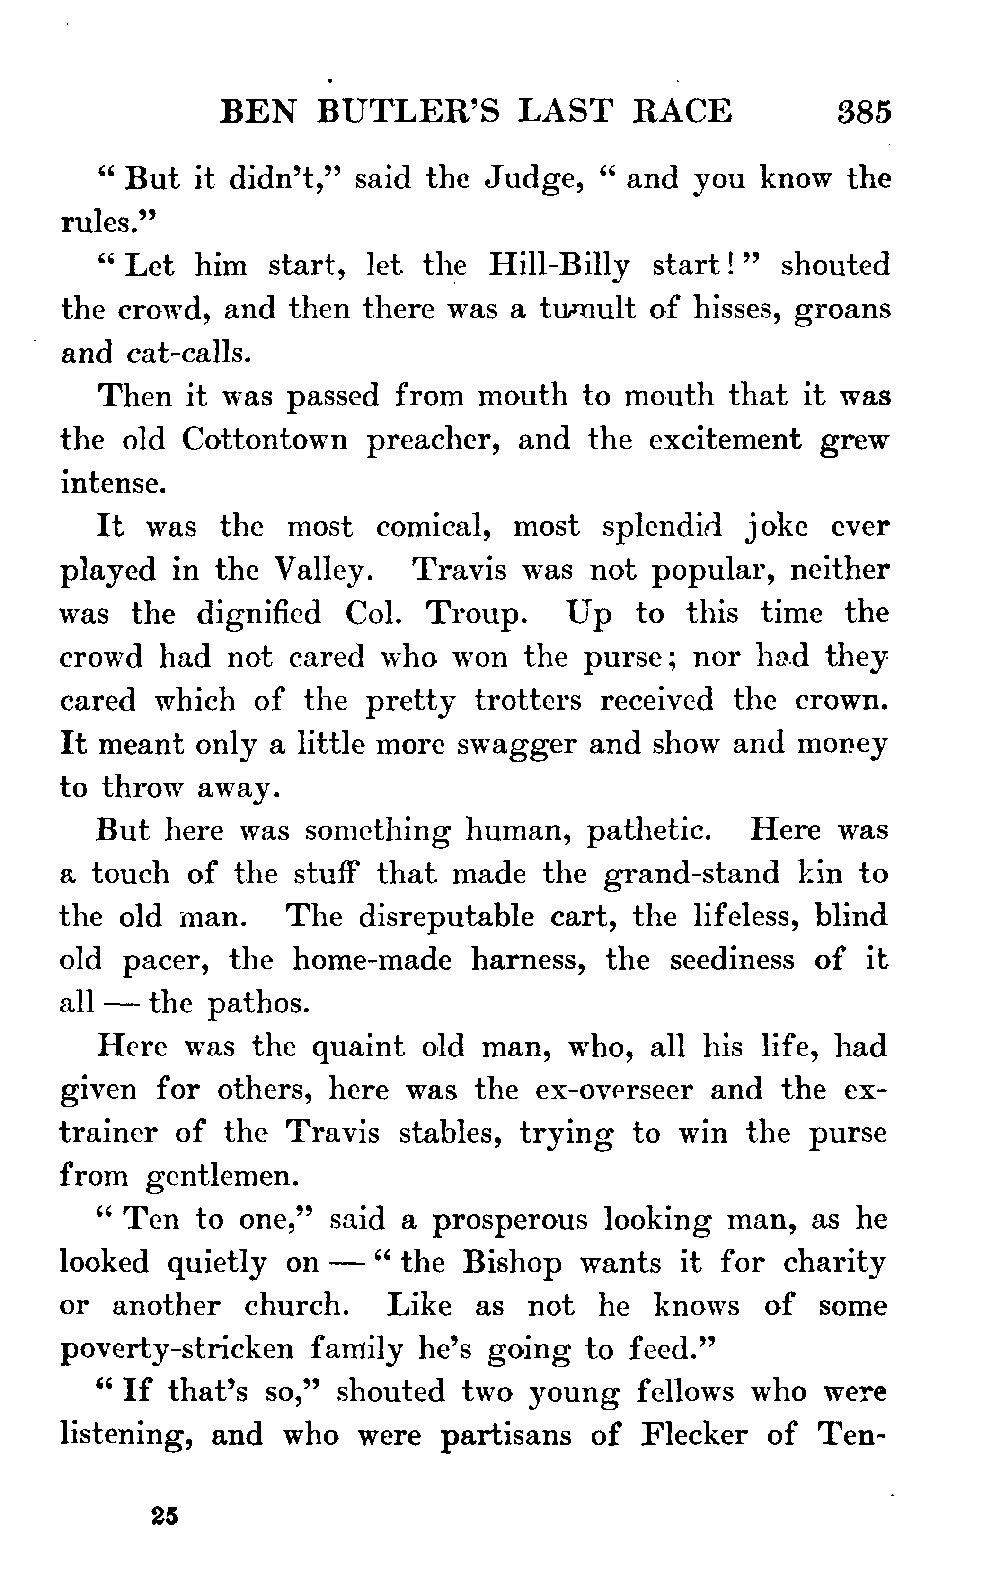 BEN BUTLER'S LAST RACE 385
“ But it didn't,” said the Judge, “ and you know the
rules.”
“ Let him start, let the Hill-Billy start! ” shouted
the crowd, and then there was a tumult of hisses, groans
and cat-calls.
Then it was passed from mouth to mouth that it was
the old Cottontown preacher, and the excitement grew
intense.
It was the most comical, most splendid joke ever
played in the Valley. Travis was not popular, neither
was the dignified Col. Troup. Up to this time the
crowd had not cared who won the purse; nor had they
cared which of the pretty trotters received the crown.
It meant only a little more swagger and show and money
to throw away.
But here was something human, pathetic. Here was
a touch of the stuff that made the grand-stand kin to
the old man. The disreputable cart, the lifeless, blind
old pacer, the home-made harness, the seediness of it
all — the pathos.
Here was the quaint old man, who, all his life, had
given for others, here was the ex-overseer and the ex-
trainer of the Travis stables, trying to win the purse
from gentlemen.
“ Ten to one,” said a prosperous looking man, as he
looked quietly on — “ the Bishop wants it for charity
or another church. Like as not he knows of some
poverty-stricken family he's going to feed.”
“ If that's so,” shouted two young fellows who were
listening, and who were partisans of Flecker of Ten-
25